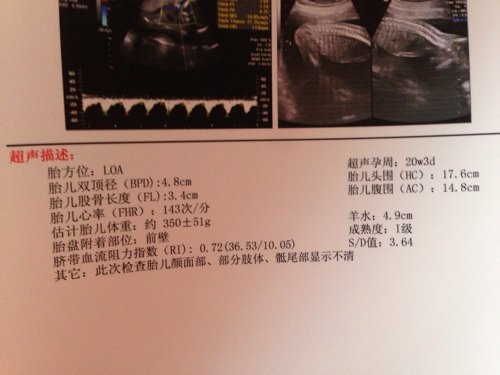 超声描述：
胎方位：LOA
超声孕周：20w3d
胎儿双顶径（BPD):4.8cm
胎儿头围（HC）：17.6cm
胎儿股骨长度（FL):3.4cm
胎儿腹围（AC）：14.8cm
胎儿心率（FHR）：143次/分
估计胎儿体重：约 350±51g
羊水：4.9cm
胎盘附着部位：前壁
成熟度：I级
脐带血流阻力指数（RI）：0.72(36.53/10.05)
S/D值：3.64
其它：此次检查胎儿颜面部、部分肢体、骶尾部显示不清